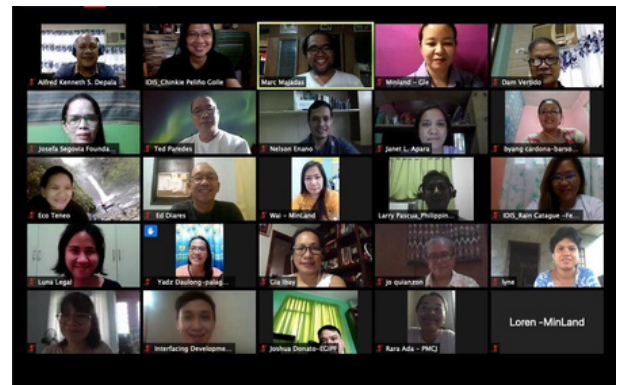 Alfred Kenneth S. Depala
IDIS_Chinkie Peliño Golle
Marc Majadas
Minland - Gle
Dam Vertido
Josefa Segovia Founda...
Ted Paredes
Nelson Enano
Janet L. Apara
byang cardona-barso...
Eco Teneo
Ed Diares
Wai - MinLand
Larry Pascua_Philippin...
IDIS_Rain Catague -Fe...
Luna Legal
Yadz Daulong-palag...
Gia Ibay
jo quianzon
lyne
Interfacing Developme...
Joshua Donato-EGIPF
Rara Ada - PMCJ
Loren -MinLand